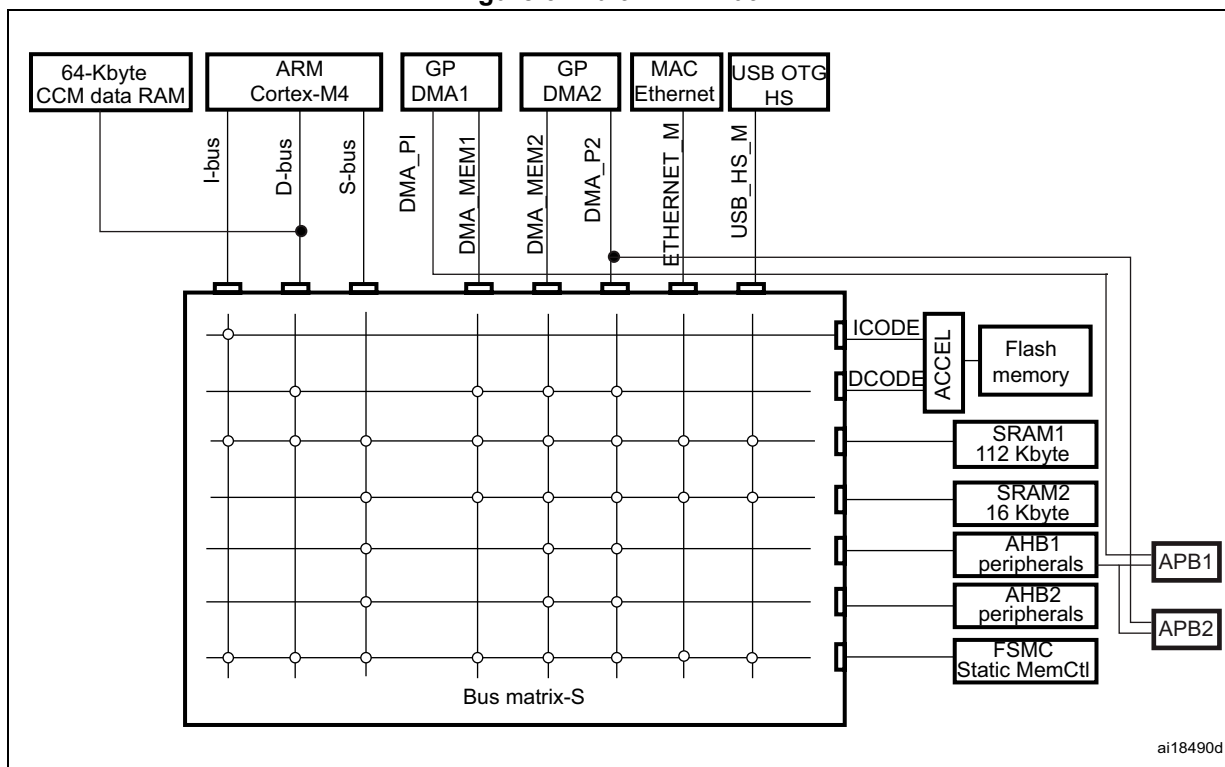 64-Kbyte
CCM data RAM
ARM
Cortex-M4
GP
DMA1
GP
DMA2
MAC
Ethernet
USB OTG
HS
I-bus
D-bus
S-bus
DMA_PI
DMA_MEM1
DMA_MEM2
DMA_P2
ETHERNET_M
USB_HS_M
ICODE
DCODE
ACCEL
Flash
memory
SRAM1
112 Kbyte
SRAM2
16 Kbyte
AHB1
peripherals
AHB2
peripherals
FSMC
Static MemCtl
APB1
APB2
Bus matrix-S
ai18490d